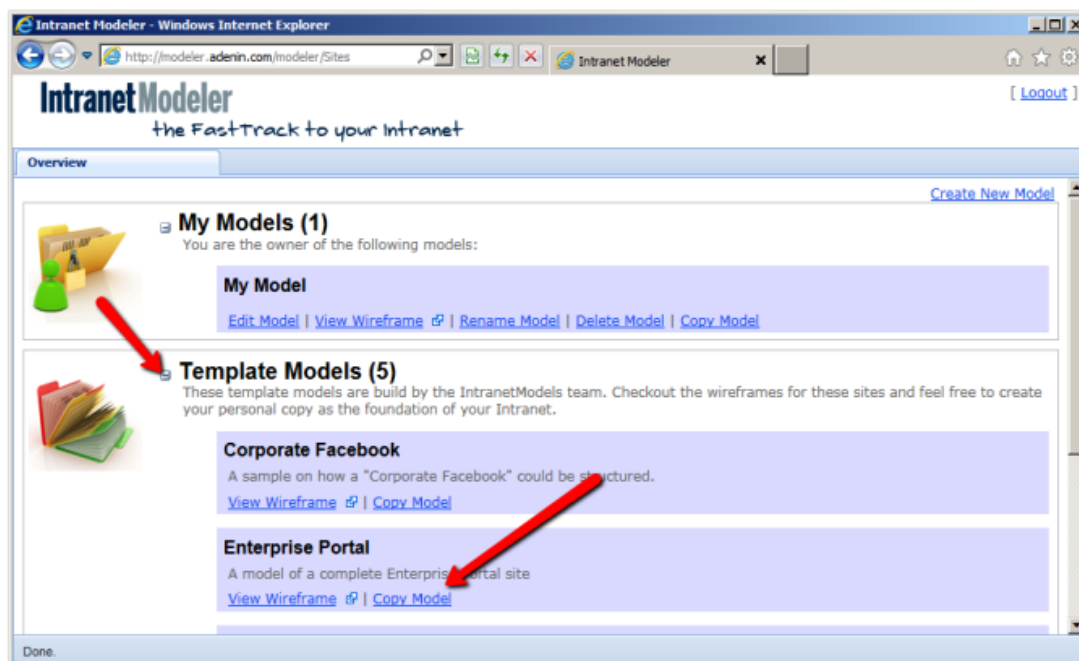 Intranet Modeler - Windows Internet Explorer
http://modeler.adenin.com/modeler/Sites
Intranet Modeler
IntranetModeler
[ Logout ]
the FastTrack to your Intranet
Overview
Create New Model
My Models (1)
You are the owner of the following models:
My Model
Edit Model | View Wireframe | Rename Model | Delete Model | Copy Model
Template Models (5)
These template models are build by the IntranetModels team. Checkout the wireframes for these sites and feel free to create
your personal copy as the foundation of your Intranet.
Corporate Facebook
A sample on how a "Corporate Facebook" could be structured.
View Wireframe | Copy Model
Enterprise Portal
A model of a complete Enterprise Portal site
View Wireframe | Copy Model
Done.